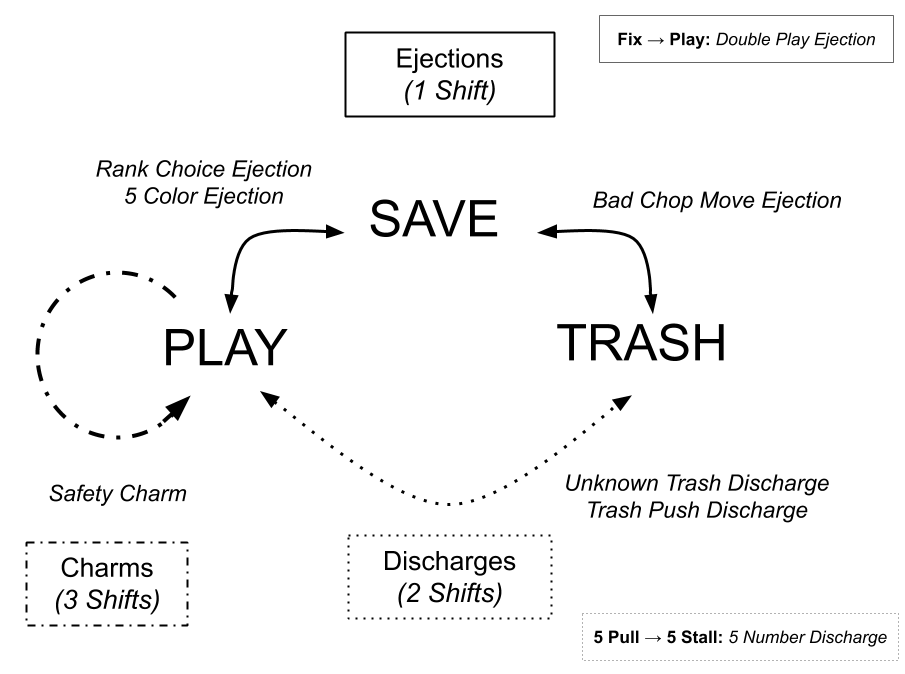 Fix → Play: Double Play Ejection
Ejections
(1 Shift)
Rank Choice Ejection
5 Color Ejection
SAVE
Bad Chop Move Ejection
PLAY
TRASH
Safety Charm
Unknown Trash Discharge
Trash Push Discharge
Charms
(3 Shifts)
Discharges
(2 Shifts)
5 Pull → 5 Stall: 5 Number Discharge